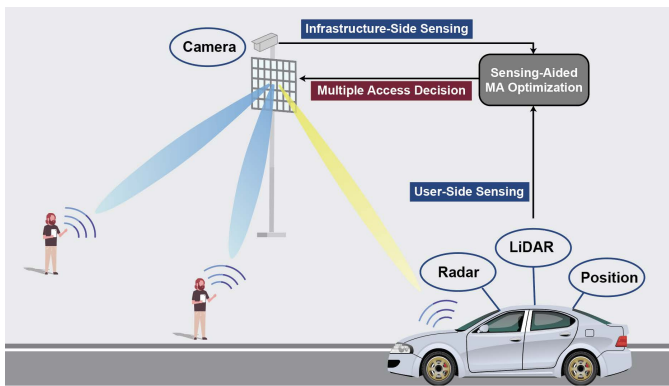 Infrastructure-Side Sensing
Camera
Sensing-Aided
MA Optimization
Multiple Access Decision
User-Side Sensing
LiDAR
Radar
Position